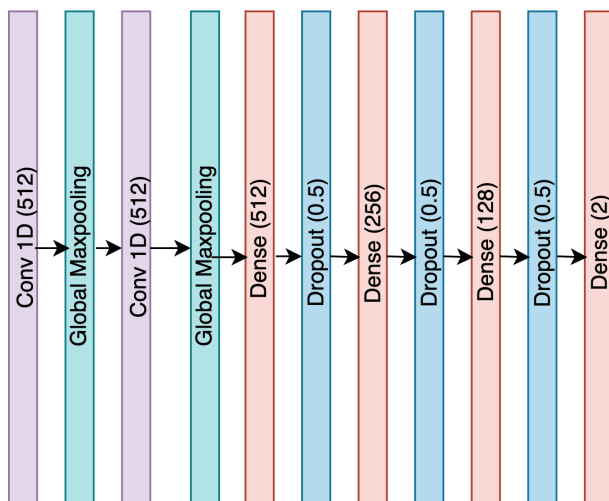 Conv 1D (512)
Global Maxpooling
Conv 1D (512)
Global Maxpooling
Dense (512)
Dropout (0.5)
Dense (256)
Dropout (0.5)
Dense (128)
Dropout (0.5)
Dense (2)